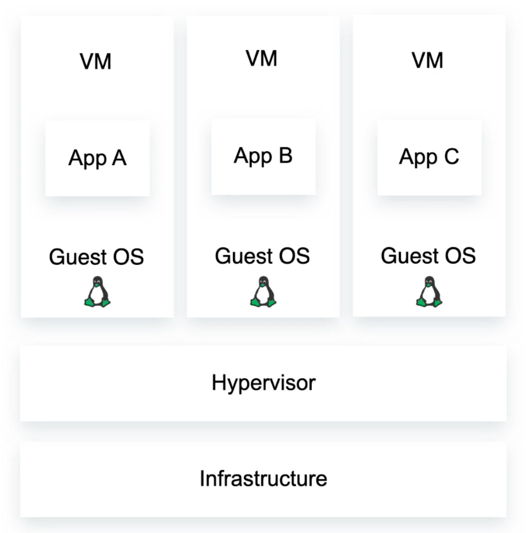 VM
App A
Guest OS
VM
App B
Guest OS
VM
App C
Guest OS
Hypervisor
Infrastructure